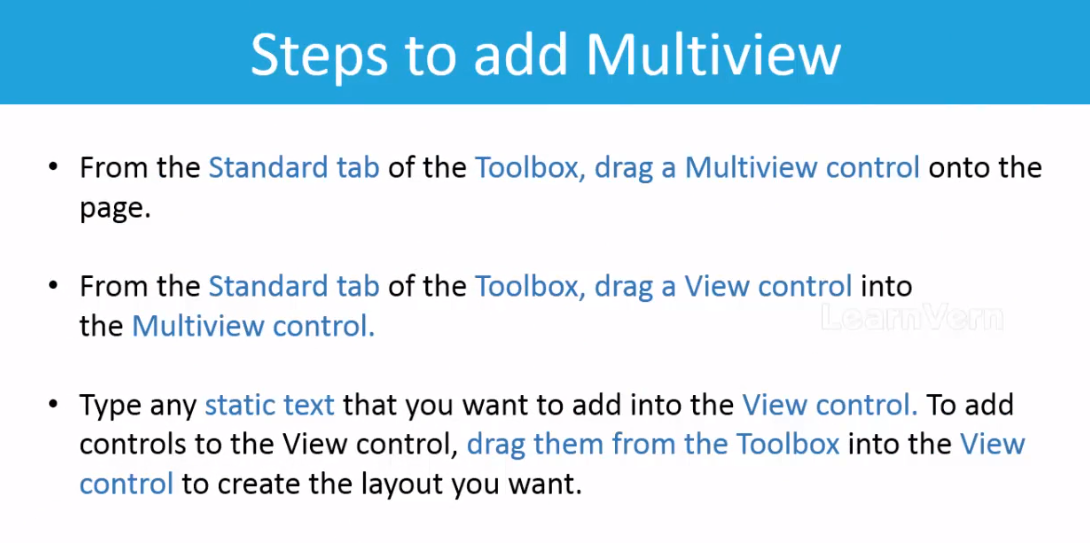 Steps to add Multiview
• From the Standard tab of the Toolbox, drag a Multiview control onto the
page.
• From the Standard tab of the Toolbox, drag a View control into
the Multiview control.
LearnVern
• Type any static text that you want to add into the View control. To add
controls to the View control, drag them from the Toolbox into the View
control to create the layout you want.